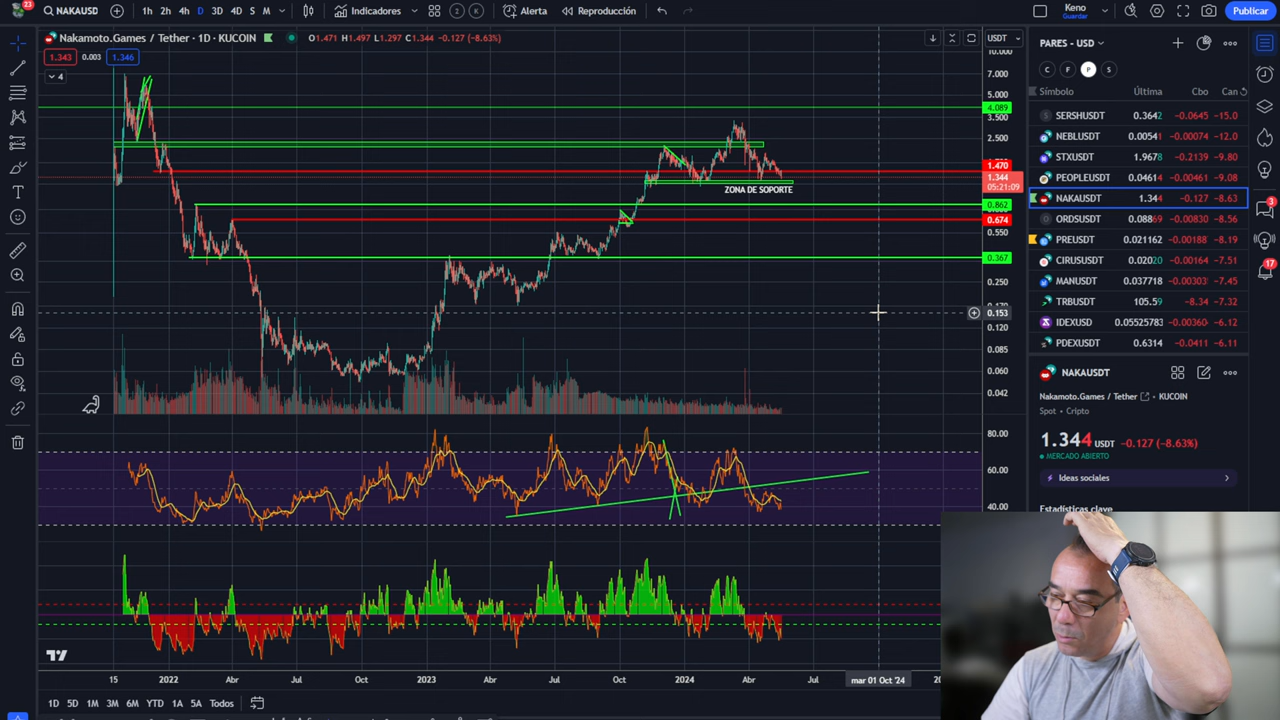 23
NAKAUSD
1h 2h 4h D 3D 4D S M
Indicadores
2
K
Alerta
Reproducción
Keno
Guardar
Publicar
Nakamoto.Games / Tether · 1D · KUCOIN
O1.471 H1.497 L1.297 C1.344 -0.127 (-8.63%)
1.343 0.003 1.346
4
USDT
10.000
7.000
5.000
4.089
3.500
2.500
1.470
1.344
05:21:09
ZONA DE SOPORTE
0.862
0.674
0.550
0.367
0.250
0.153
0.120
0.085
0.060
0.042
80.00
60.00
40.00
15 2022 Abr Jul Oct 2023 Abr Jul Oct 2024 Abr Jul mar 01 Oct '24
1D 5D 1M 3M 6M YTD 1A 5A Todos
PARES - USD
C F P S
Símbolo Última Cbo Can
SERSHUSDT 0.3642 -0.0645 -15.0
NEBLUSDT 0.00541 -0.00074 -12.0
STXUSDT 1.9678 -0.2139 -9.80
PEOPLEUSDT 0.04614 -0.00461 -9.08
NAKAUSDT 1.344 -0.127 -8.63
ORDSUSDT 0.08869 -0.00830 -8.56
PREUSDT 0.021162 -0.00188 -8.19
CIRUSUSDT 0.02020 -0.00164 -7.51
MANUSDT 0.037718 -0.00303 -7.45
TRBUSDT 105.59 -8.34 -7.32
IDEXUSD 0.05525783 -0.00360 -6.12
PDEXUSDT 0.6314 -0.0411 -6.11
3
17
NAKAUSDT
Nakamoto.Games / Tether KUCOIN
Spot • Cripto
1.344 USDT -0.127 (-8.63%)
MERCADO ABIERTO
Ideas sociales
Estadísticas clave